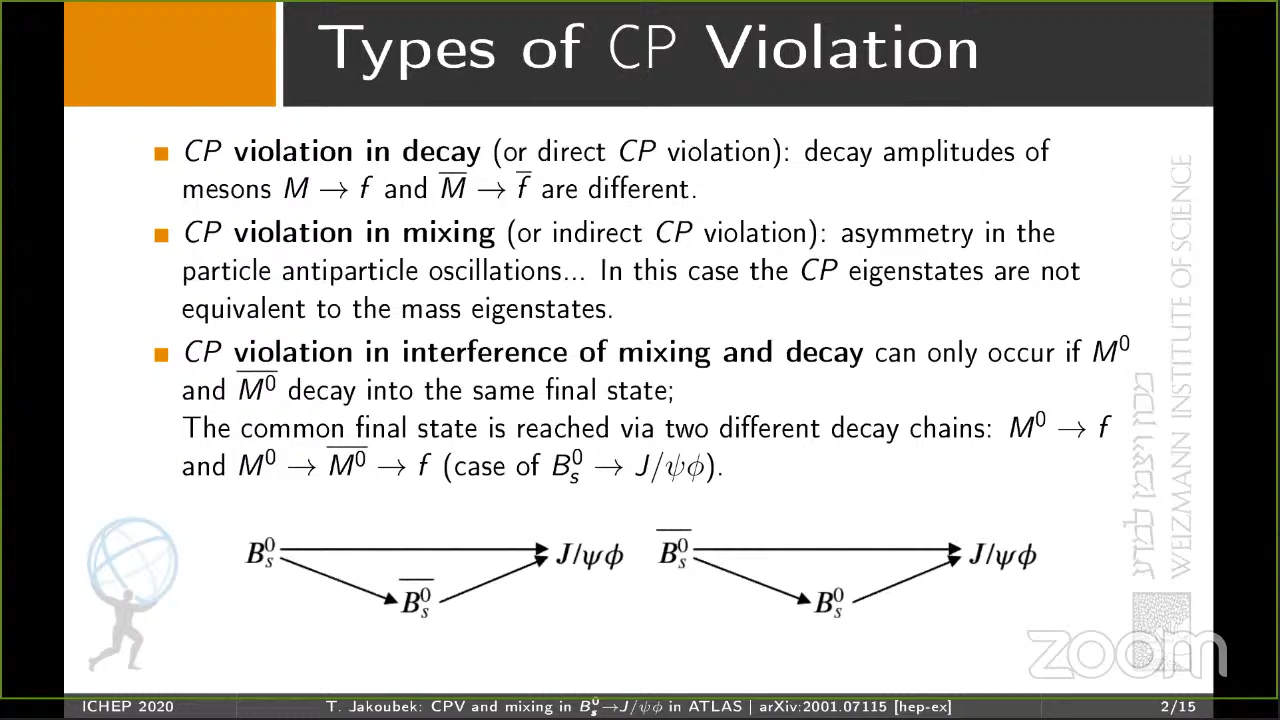 Types of CP Violation
CP violation in decay (or direct CP violation): decay amplitudes of
mesons M → f and M̅ → f̅ are different.
CP violation in mixing (or indirect CP violation): asymmetry in the
particle antiparticle oscillations... In this case the CP eigenstates are not
equivalent to the mass eigenstates.
CP violation in interference of mixing and decay can only occur if M⁰
and M̅⁰ decay into the same final state;
The common final state is reached via two different decay chains: M⁰ → f
and M⁰ → M̅⁰ → f (case of B⁰ₛ → J/ψϕ).
B⁰ₛ J/ψϕ
B̅⁰ₛ
B̅⁰ₛ J/ψϕ
B⁰ₛ
מכון ויצמן למדע
WEIZMANN INSTITUTE OF SCIENCE
zoom
ICHEP 2020
T. Jakoubek: CPV and mixing in B⁰ₛ→J/ψϕ in ATLAS | arXiv:2001.07115 [hep-ex]
2/15